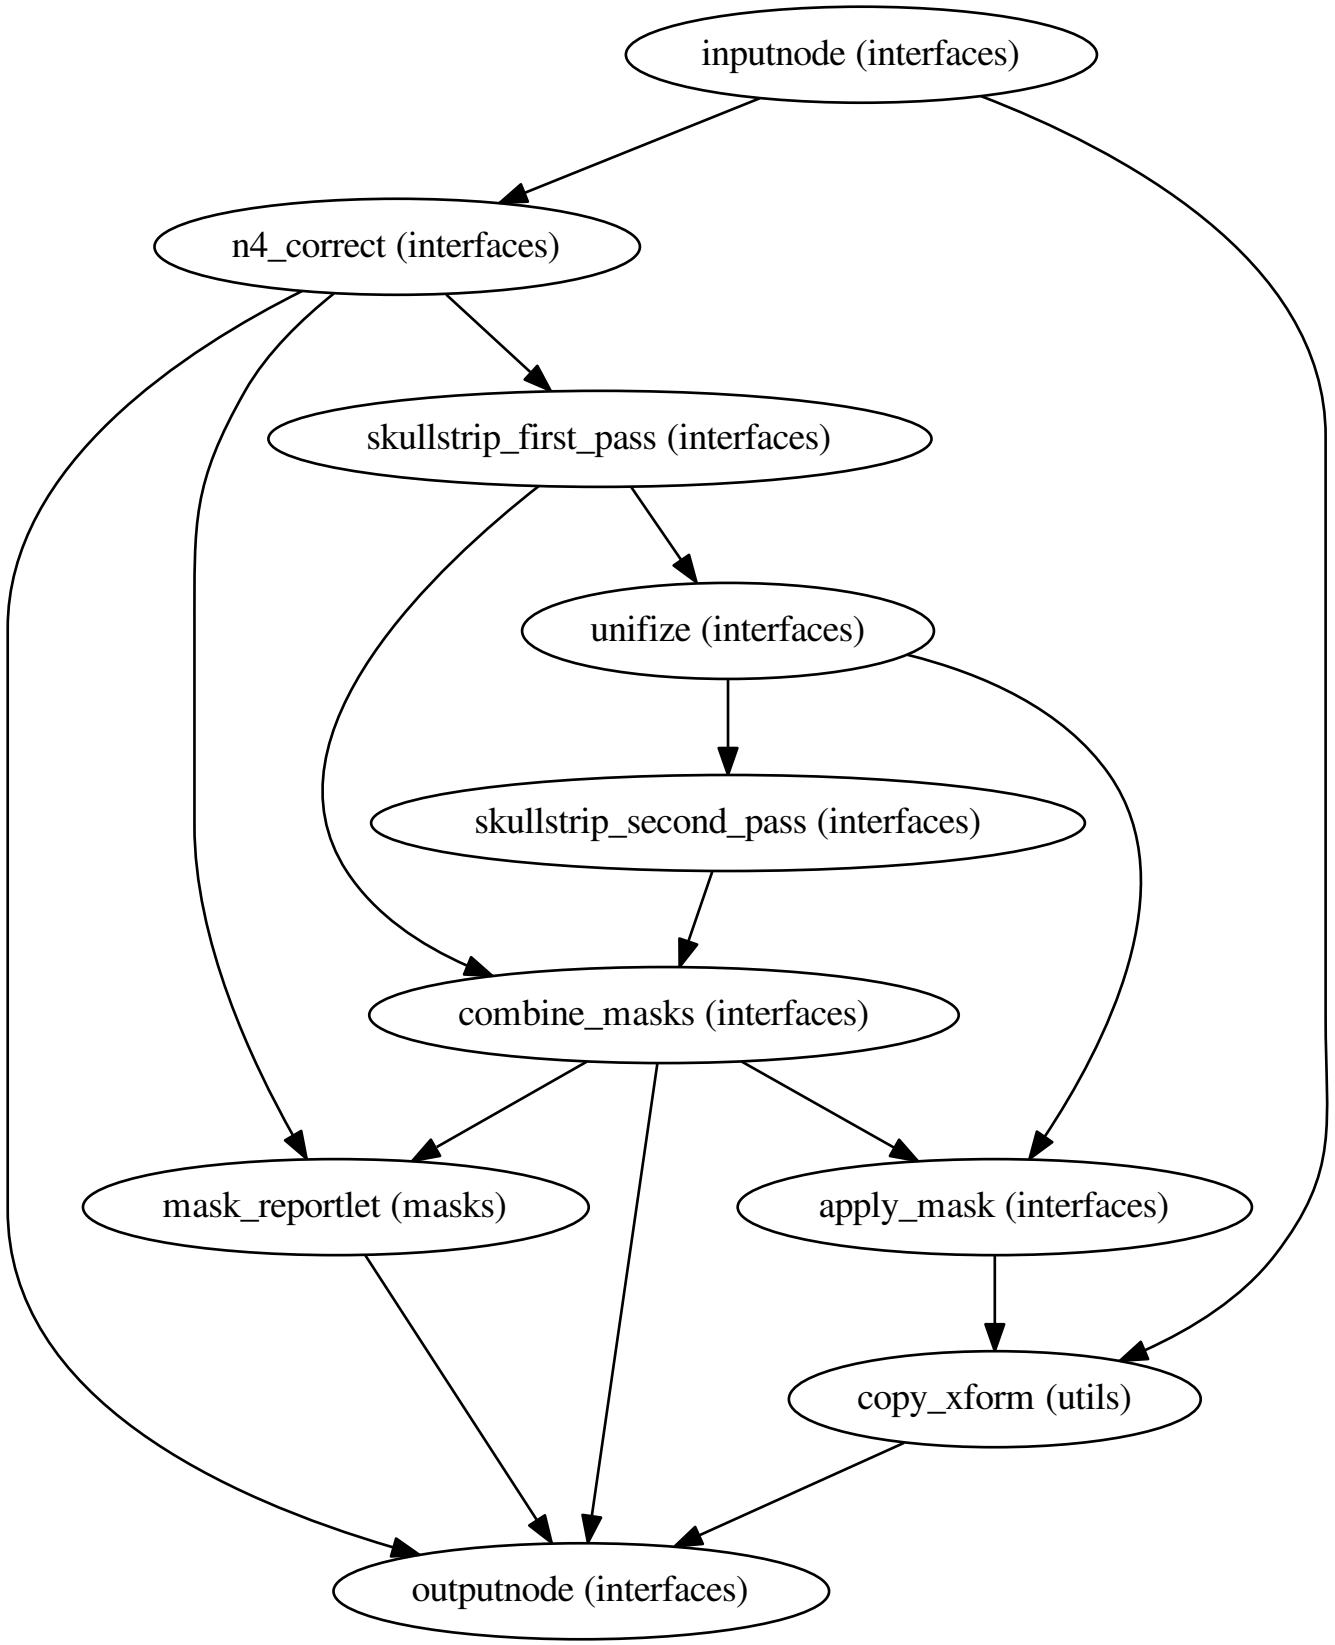 inputnode (interfaces)
n4_correct (interfaces)
skullstrip_first_pass (interfaces)
unifize (interfaces)
skullstrip_second_pass (interfaces)
combine_masks (interfaces)
mask_reportlet (masks)
apply_mask (interfaces)
copy_xform (utils)
outputnode (interfaces)